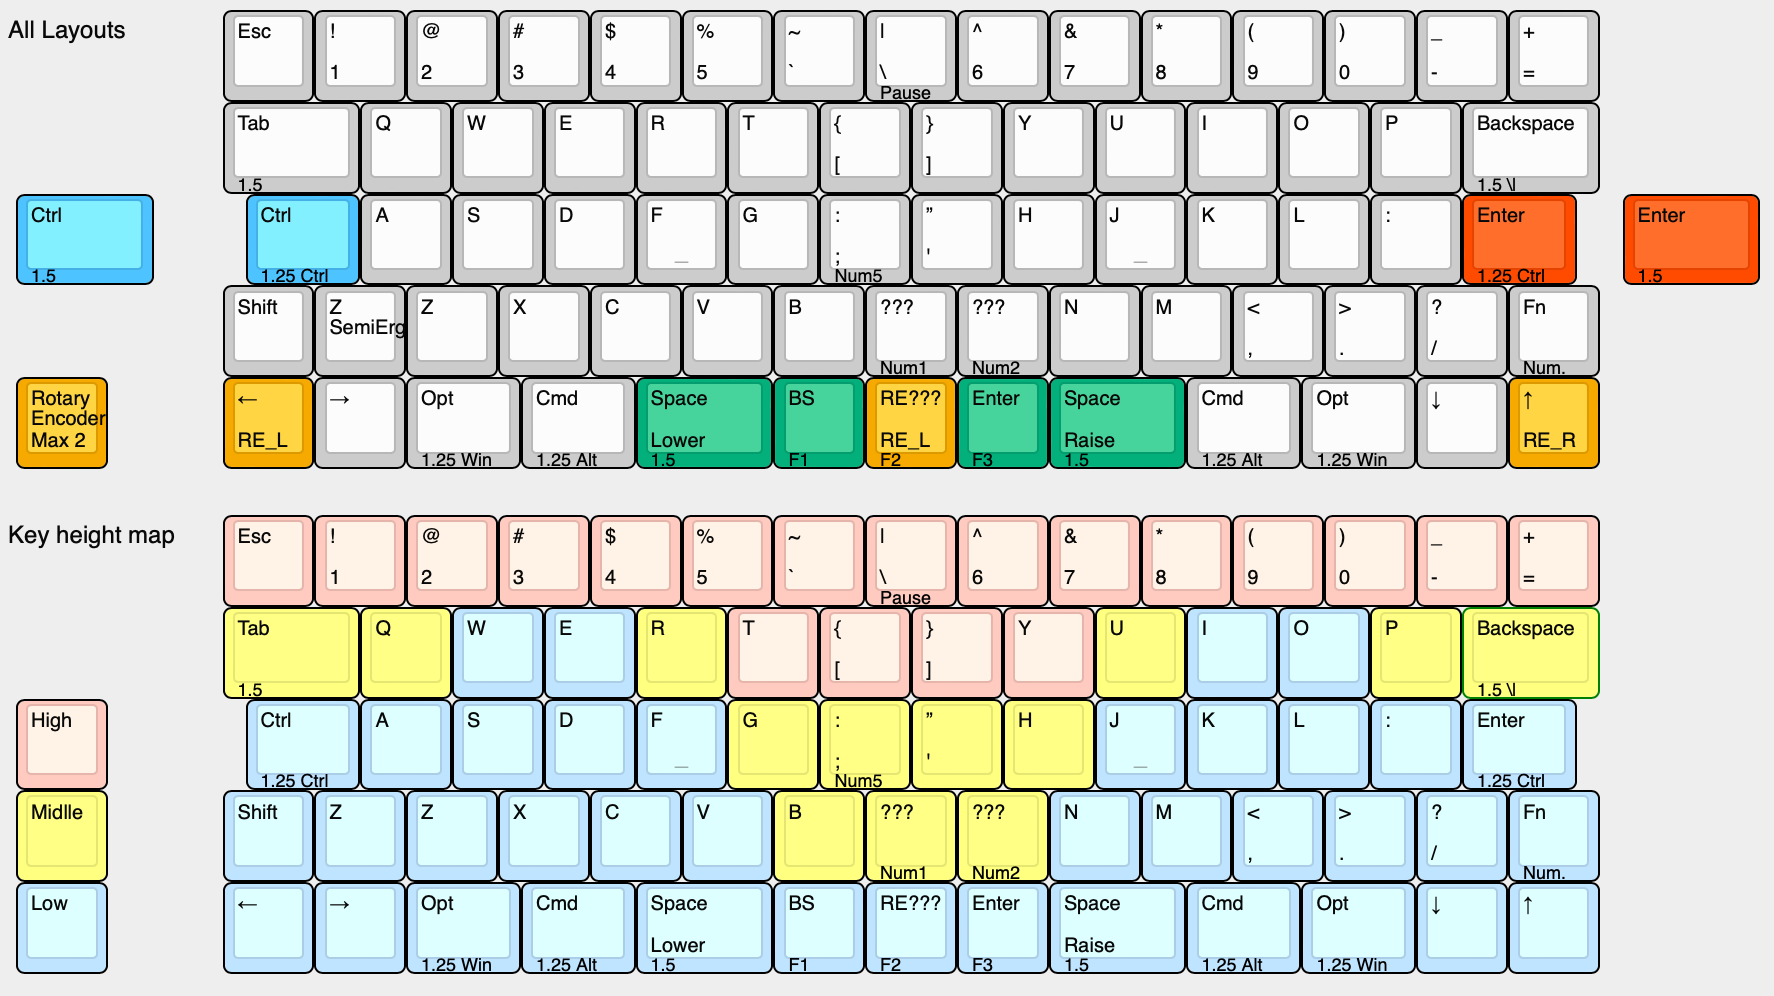 All Layouts
Esc ! @ # $ % ~ | ^ & * ( ) _ +
1 2 3 4 5 ` \ 6 7 8 9 0 - =
Pause
Tab Q W E R T { } Y U I O P Backspace
[ ]
1.5 1.5 \|
Ctrl Ctrl A S D F G : ” H J K L : Enter Enter
_ ; ' _
1.5 1.25 Ctrl Num5 1.25 Ctrl 1.5
Shift Z Z X C V B ??? ??? N M < > ? Fn
SemiErg
, . /
Num1 Num2 Num.
Rotary ← → Opt Cmd Space BS RE??? Enter Space Cmd Opt ↓ ↑
Encoder
Max 2 RE_L Lower RE_L Raise RE_R
1.25 Win 1.25 Alt 1.5 F1 F2 F3 1.5 1.25 Alt 1.25 Win
Key height map
Esc ! @ # $ % ~ | ^ & * ( ) _ +
1 2 3 4 5 ` \ 6 7 8 9 0 - =
Pause
Tab Q W E R T { } Y U I O P Backspace
[ ]
1.5 1.5 \|
High Ctrl A S D F G : ” H J K L : Enter
_ ; ' _
1.25 Ctrl Num5 1.25 Ctrl
Midlle Shift Z Z X C V B ??? ??? N M < > ? Fn
, . /
Num1 Num2 Num.
Low ← → Opt Cmd Space BS RE??? Enter Space Cmd Opt ↓ ↑
Lower Raise
1.25 Win 1.25 Alt 1.5 F1 F2 F3 1.5 1.25 Alt 1.25 Win